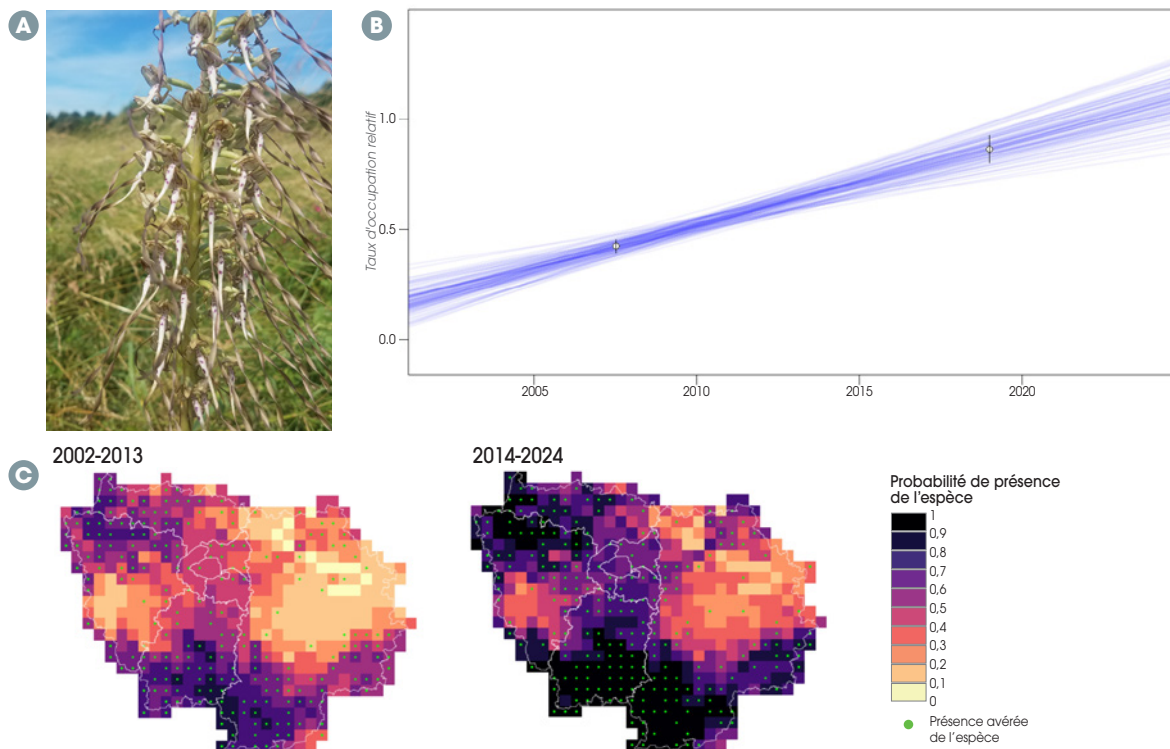 A
B
Taux d'occupation relatif
1.0
0.5
0.0
2005
2010
2015
2020
C
2002-2013
2014-2024
Probabilité de présence
de l'espèce
1
0,9
0,8
0,7
0,6
0,5
0,4
0,3
0,2
0,1
0
Présence avérée
de l'espèce